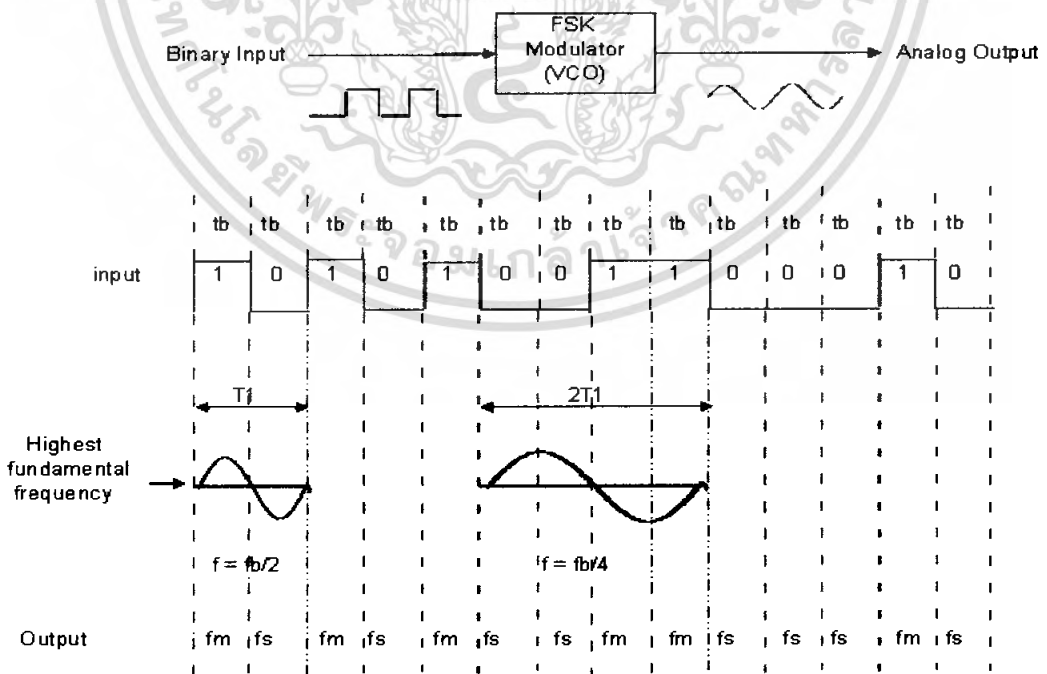 FSK
Modulator
(VCO)
Binary Input
Analog Output
tb tb tb tb tb tb tb tb tb tb tb tb tb tb
input 1 0 1 0 1 0 0 1 1 0 0 0 1 0
T1 2T1
Highest
fundamental
frequency
f = fb/2 f = fb/4
Output fm fs fm fs fm fs fs fm fm fs fs fs fm fs